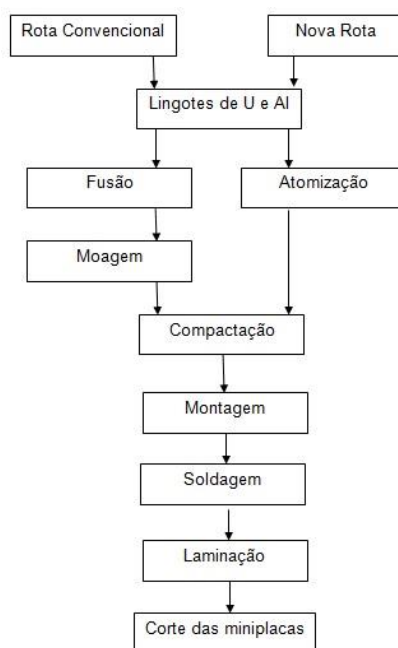 Rota Convencional
Nova Rota
Lingotes de U e Al
Fusão
Atomização
Moagem
Compactação
Montagem
Soldagem
Laminação
Corte das miniplacas